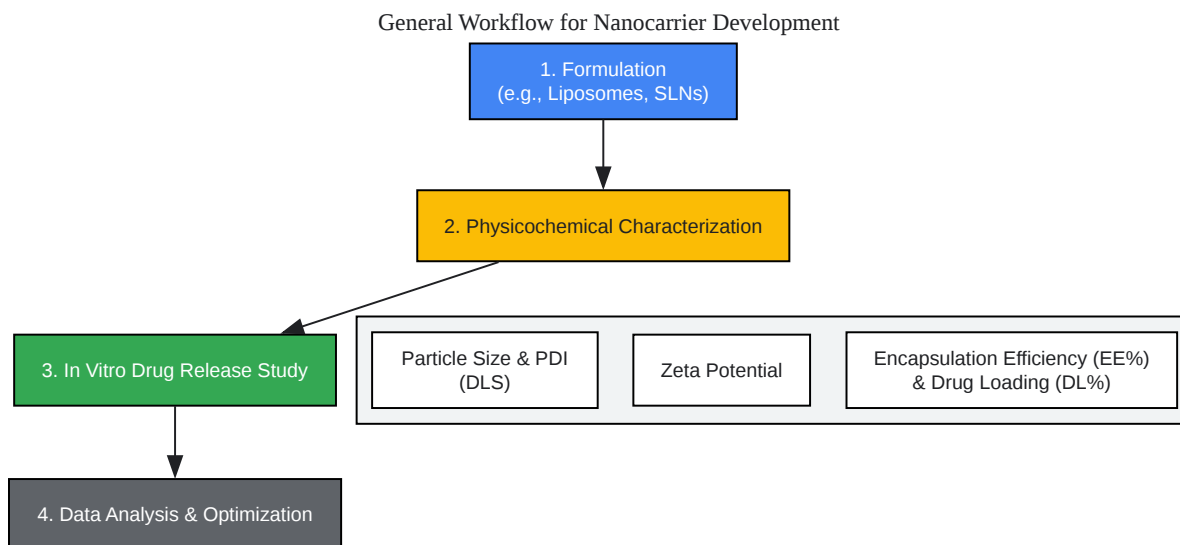 General Workflow for Nanocarrier Development
1. Formulation
(e.g., Liposomes, SLNs)
2. Physicochemical Characterization
3. In Vitro Drug Release Study
Particle Size & PDI
(DLS)
Zeta Potential
Encapsulation Efficiency (EE%)
& Drug Loading (DL%)
4. Data Analysis & Optimization